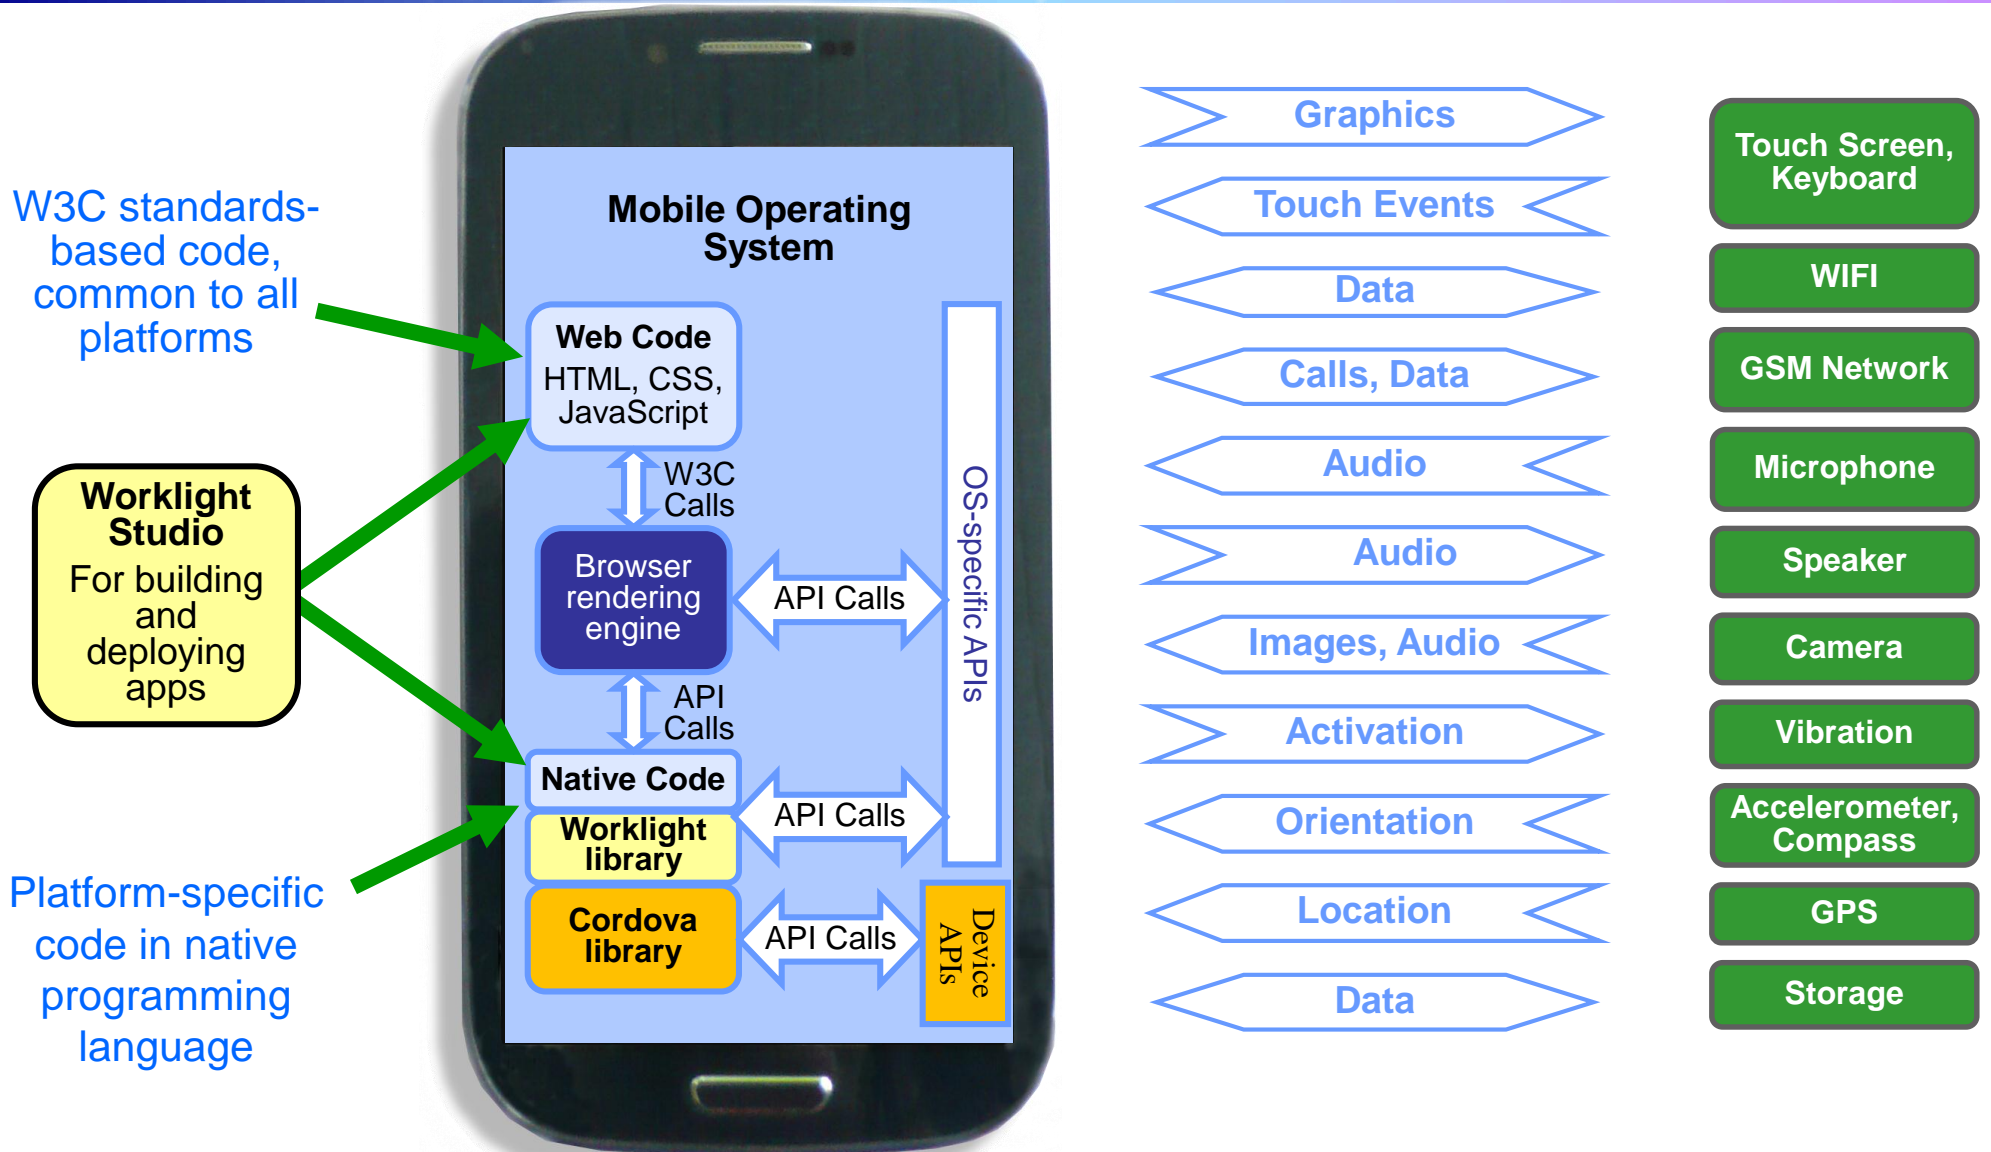 W3C standards-
based code,
common to all
platforms
Worklight
Studio
For building
and
deploying
apps
Platform-specific
code in native
programming
language
Mobile Operating
System
Web Code
HTML, CSS,
JavaScript
W3C
Calls
Browser
rendering
engine
API Calls
API
Calls
Native Code
Worklight
library
API Calls
Cordova
library
API Calls
OS-specific APIs
Device
APIs
Graphics
Touch Events
Data
Calls, Data
Audio
Audio
Images, Audio
Activation
Orientation
Location
Data
Touch Screen,
Keyboard
WIFI
GSM Network
Microphone
Speaker
Camera
Vibration
Accelerometer,
Compass
GPS
Storage